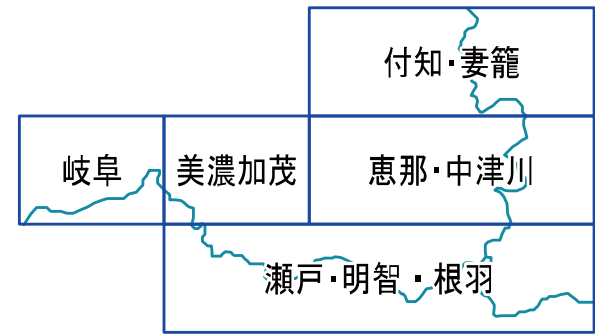 付知・妻籠
岐阜
美濃加茂
恵那・中津川
瀬戸・明智・根羽